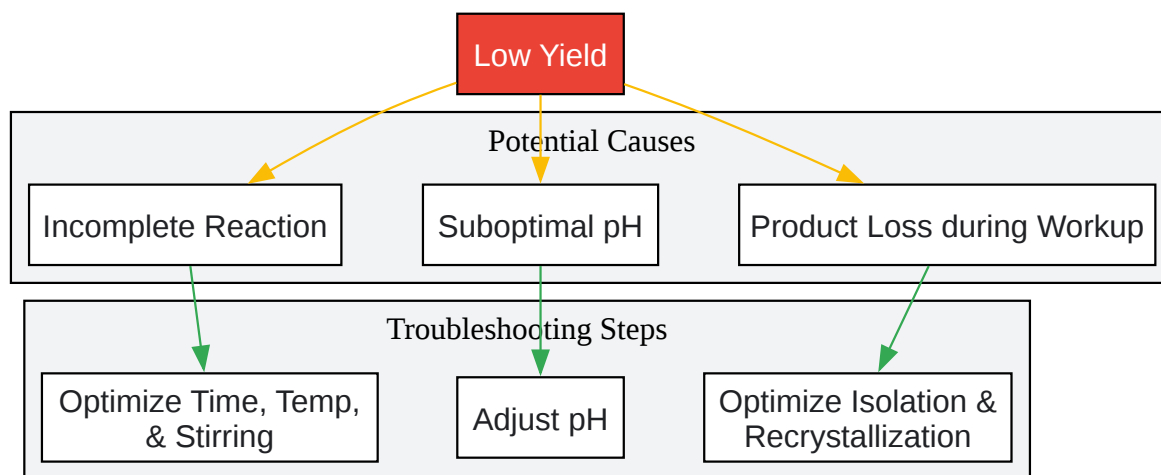 Low Yield
Potential Causes
Incomplete Reaction
Suboptimal pH
Product Loss during Workup
Troubleshooting Steps
Optimize Time, Temp,
& Stirring
Adjust pH
Optimize Isolation &
Recrystallization